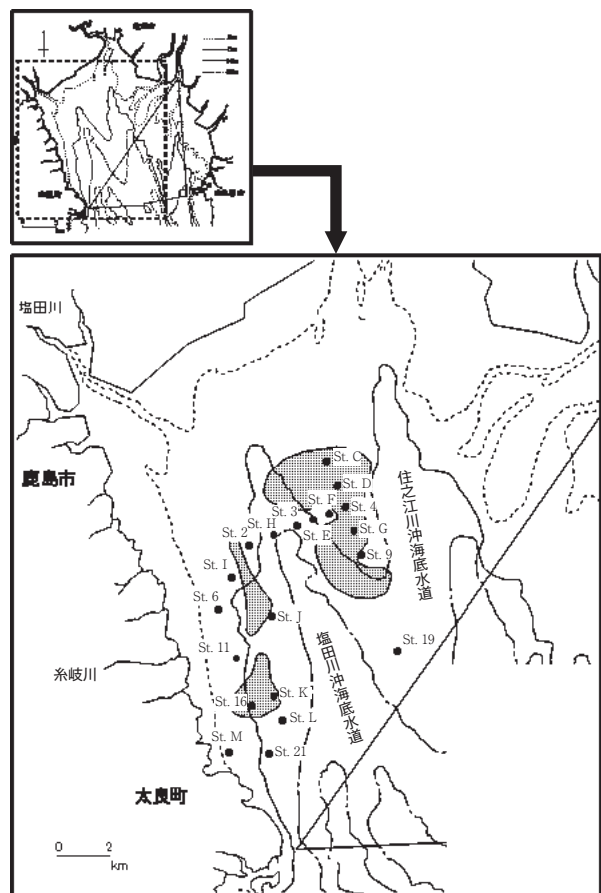 塩田川
鹿島市
St. C
St. D
St. F
St. 3
St. 4
St. H
St. 2
St. E
St. G
St. 9
St. I
St. 6
St. J
St. 19
St. 11
糸岐川
St. K
St. 16
St. L
St. M
St. 21
太良町
住之江川沖海底水道
塩田川沖海底水道
0 2
km